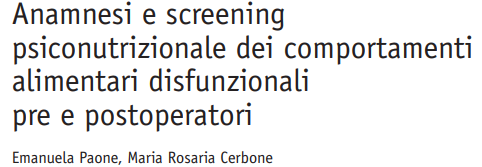 Anamnesi e screening
psiconutrizionale dei comportamenti
alimentari disfunzionali
pre e postoperatori
Emanuela Paone, Maria Rosaria Cerbone